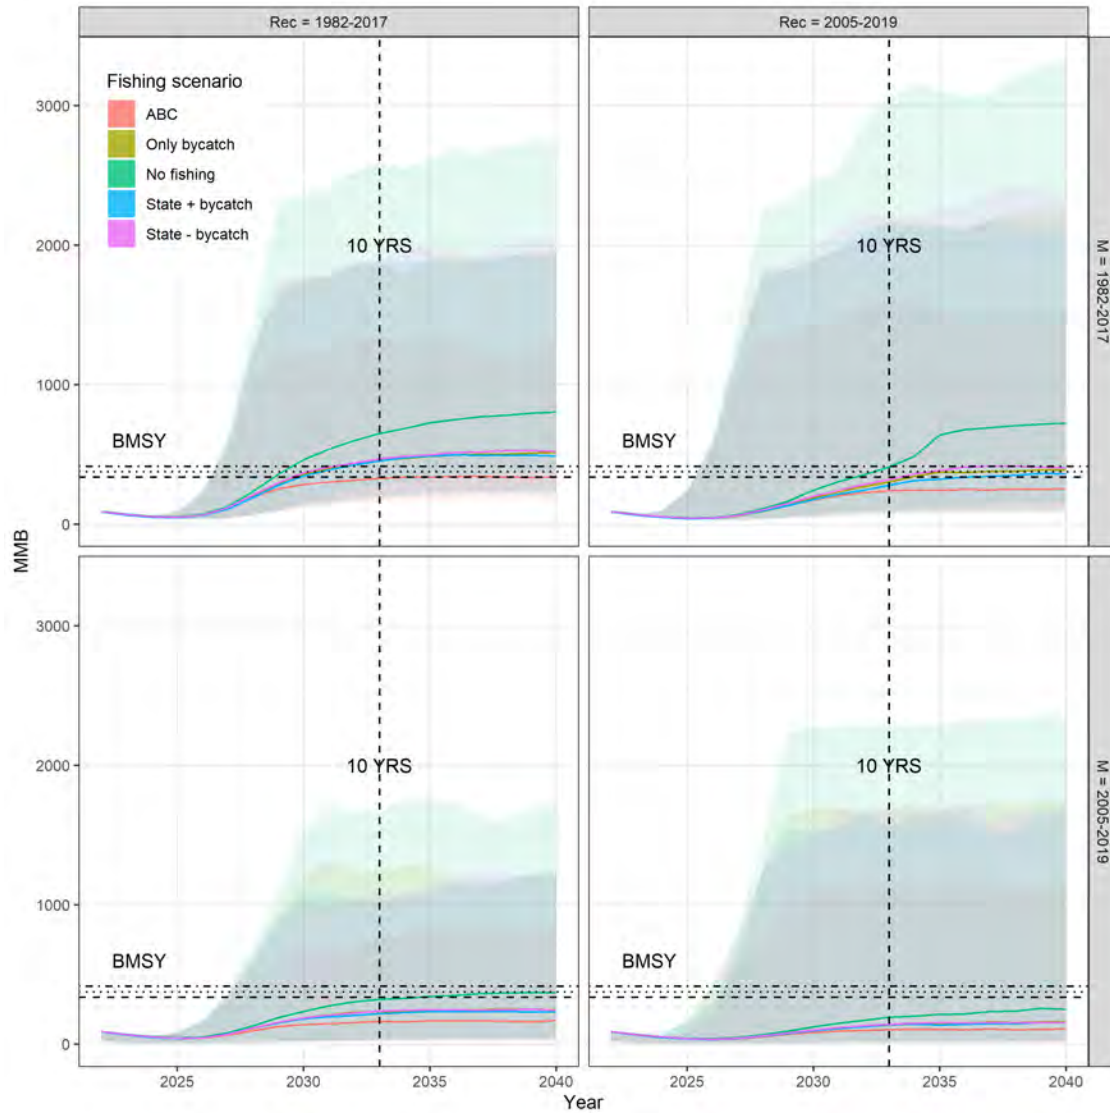 Rec = 1982-2017
Rec = 2005-2019
Fishing scenario
ABC
Only bycatch
No fishing
State + bycatch
State - bycatch
3000
2000
1000
0
10 YRS
BMSY
10 YRS
BMSY
M = 1982-2017
MMB
3000
2000
1000
0
10 YRS
BMSY
10 YRS
BMSY
M = 2005-2019
2025
2030
2035
2040
2025
2030
2035
2040
Year